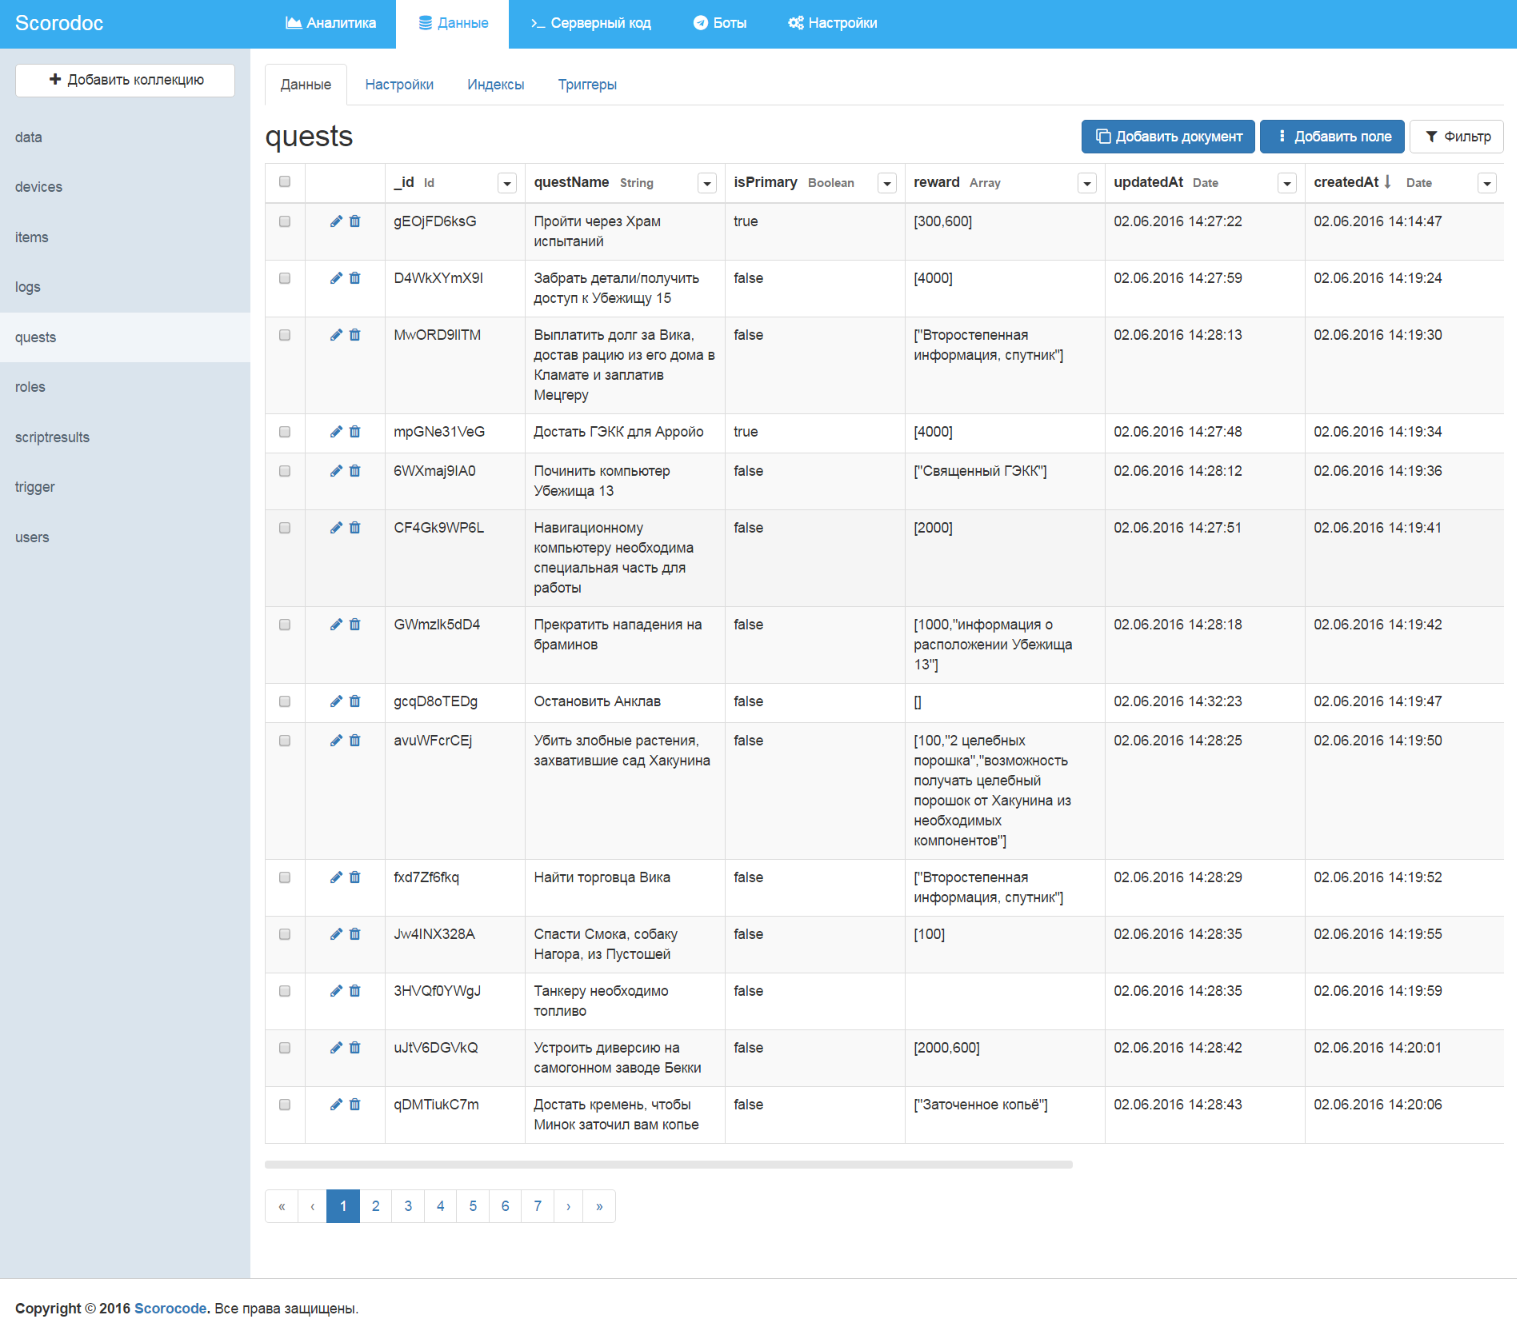 Scorodoc
Аналитика
Данные
Серверный код
Боты
Настройки
Добавить коллекцию
data
devices
items
logs
quests
roles
scriptresults
trigger
users
Данные
Настройки
Индексы
Триггеры
quests
Добавить документ
Добавить поле
Фильтр
_id Id
questName String
isPrimary Boolean
reward Array
updatedAt Date
createdAt Date
gEOjFD6ksG
Пройти через Храм
испытаний
true
[300,600]
02.06.2016 14:27:22
02.06.2016 14:14:47
D4WkXYmX9I
Забрать детали/получить
доступ к Убежищу 15
false
[4000]
02.06.2016 14:27:59
02.06.2016 14:19:24
MwORD9IITM
Выплатить долг за Вика,
достав рацию из его дома в
Кламате и заплатив
Мецгеру
false
["Второстепенная
информация, спутник"]
02.06.2016 14:28:13
02.06.2016 14:19:30
mpGNe31VeG
Достать ГЭКК для Арройо
true
[4000]
02.06.2016 14:27:48
02.06.2016 14:19:34
6WXmaj9IA0
Починить компьютер
Убежища 13
false
["Священный ГЭКК"]
02.06.2016 14:28:12
02.06.2016 14:19:36
CF4Gk9WP6L
Навигационному
компьютеру необходима
специальная часть для
работы
false
[2000]
02.06.2016 14:27:51
02.06.2016 14:19:41
GWmzlk5dD4
Прекратить нападения на
браминов
false
[1000,"информация о
расположении Убежища
13"]
02.06.2016 14:28:18
02.06.2016 14:19:42
gcqD8oTEDg
Остановить Анклав
false
[]
02.06.2016 14:32:23
02.06.2016 14:19:47
avuWFcrCEj
Убить злобные растения,
захватившие сад Хакунина
false
[100,"2 целебных
порошка","возможность
получать целебный
порошок от Хакунина из
необходимых
компонентов"]
02.06.2016 14:28:25
02.06.2016 14:19:50
fxd7Zf6fkq
Найти торговца Вика
false
["Второстепенная
информация, спутник"]
02.06.2016 14:28:29
02.06.2016 14:19:52
Jw4INX328A
Спасти Смока, собаку
Нагора, из Пустошей
false
[100]
02.06.2016 14:28:35
02.06.2016 14:19:55
3HVQf0YWgJ
Танкеру необходимо
топливо
false
02.06.2016 14:28:35
02.06.2016 14:19:59
uJtV6DGVkQ
Устроить диверсию на
самогонном заводе Бекки
false
[2000,600]
02.06.2016 14:28:42
02.06.2016 14:20:01
qDMTiukC7m
Достать кремень, чтобы
Минок заточил вам копье
false
["Заточенное копьё"]
02.06.2016 14:28:43
02.06.2016 14:20:06
« ‹ 1 2 3 4 5 6 7 › »
Copyright © 2016 Scorocode. Все права защищены.